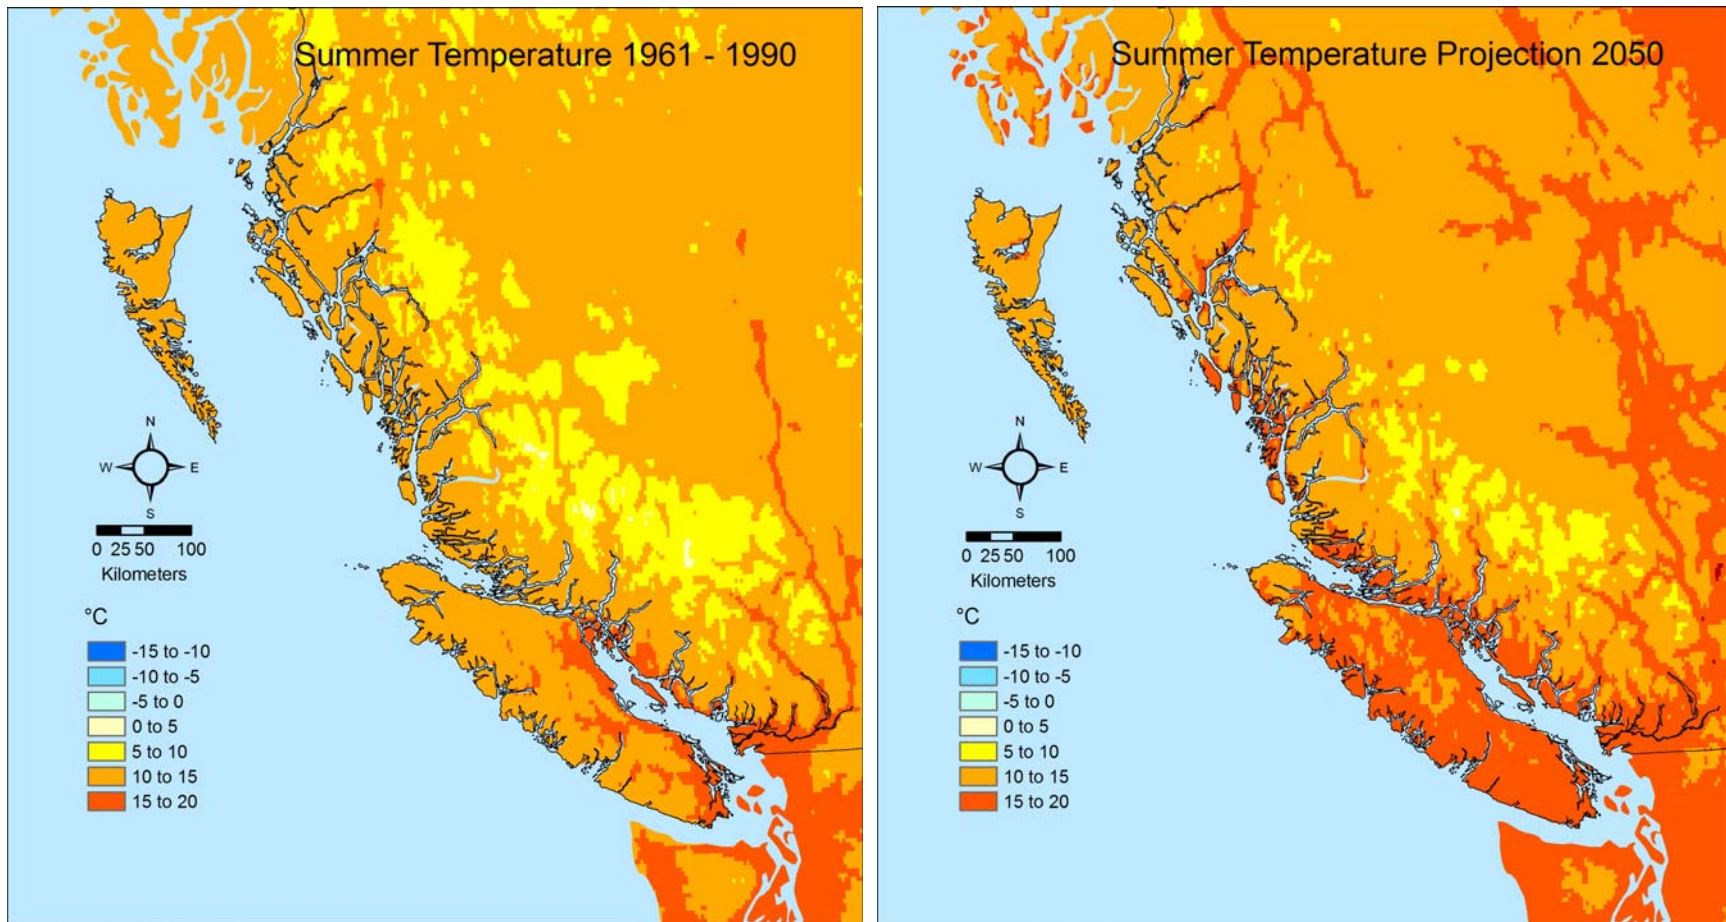 Summer Temperature 1961 - 1990
N
W E
S
0 25 50 100
Kilometers
°C
-15 to -10
-10 to -5
-5 to 0
0 to 5
5 to 10
10 to 15
15 to 20
Summer Temperature Projection 2050
N
W E
S
0 25 50 100
Kilometers
°C
-15 to -10
-10 to -5
-5 to 0
0 to 5
5 to 10
10 to 15
15 to 20